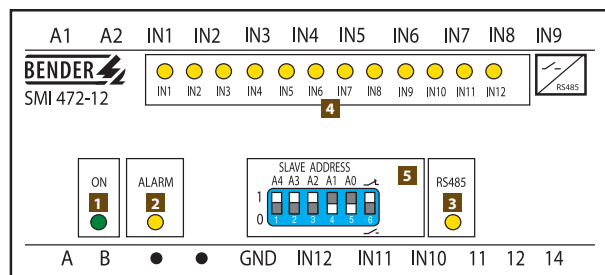 A1 A2 IN1 IN2 IN3 IN4 IN5 IN6 IN7 IN8 IN9
BENDER
SMI 472-12
IN1 IN2 IN3 IN4 IN5 IN6 IN7 IN8 IN9 IN10 IN11 IN12
4
RS485
ON
1
ALARM
2
SLAVE ADDRESS
A4 A3 A2 A1 A0
1
0
1 2 3 4 5 6
5
RS485
3
A B • • GND IN12 IN11 IN10 11 12 14